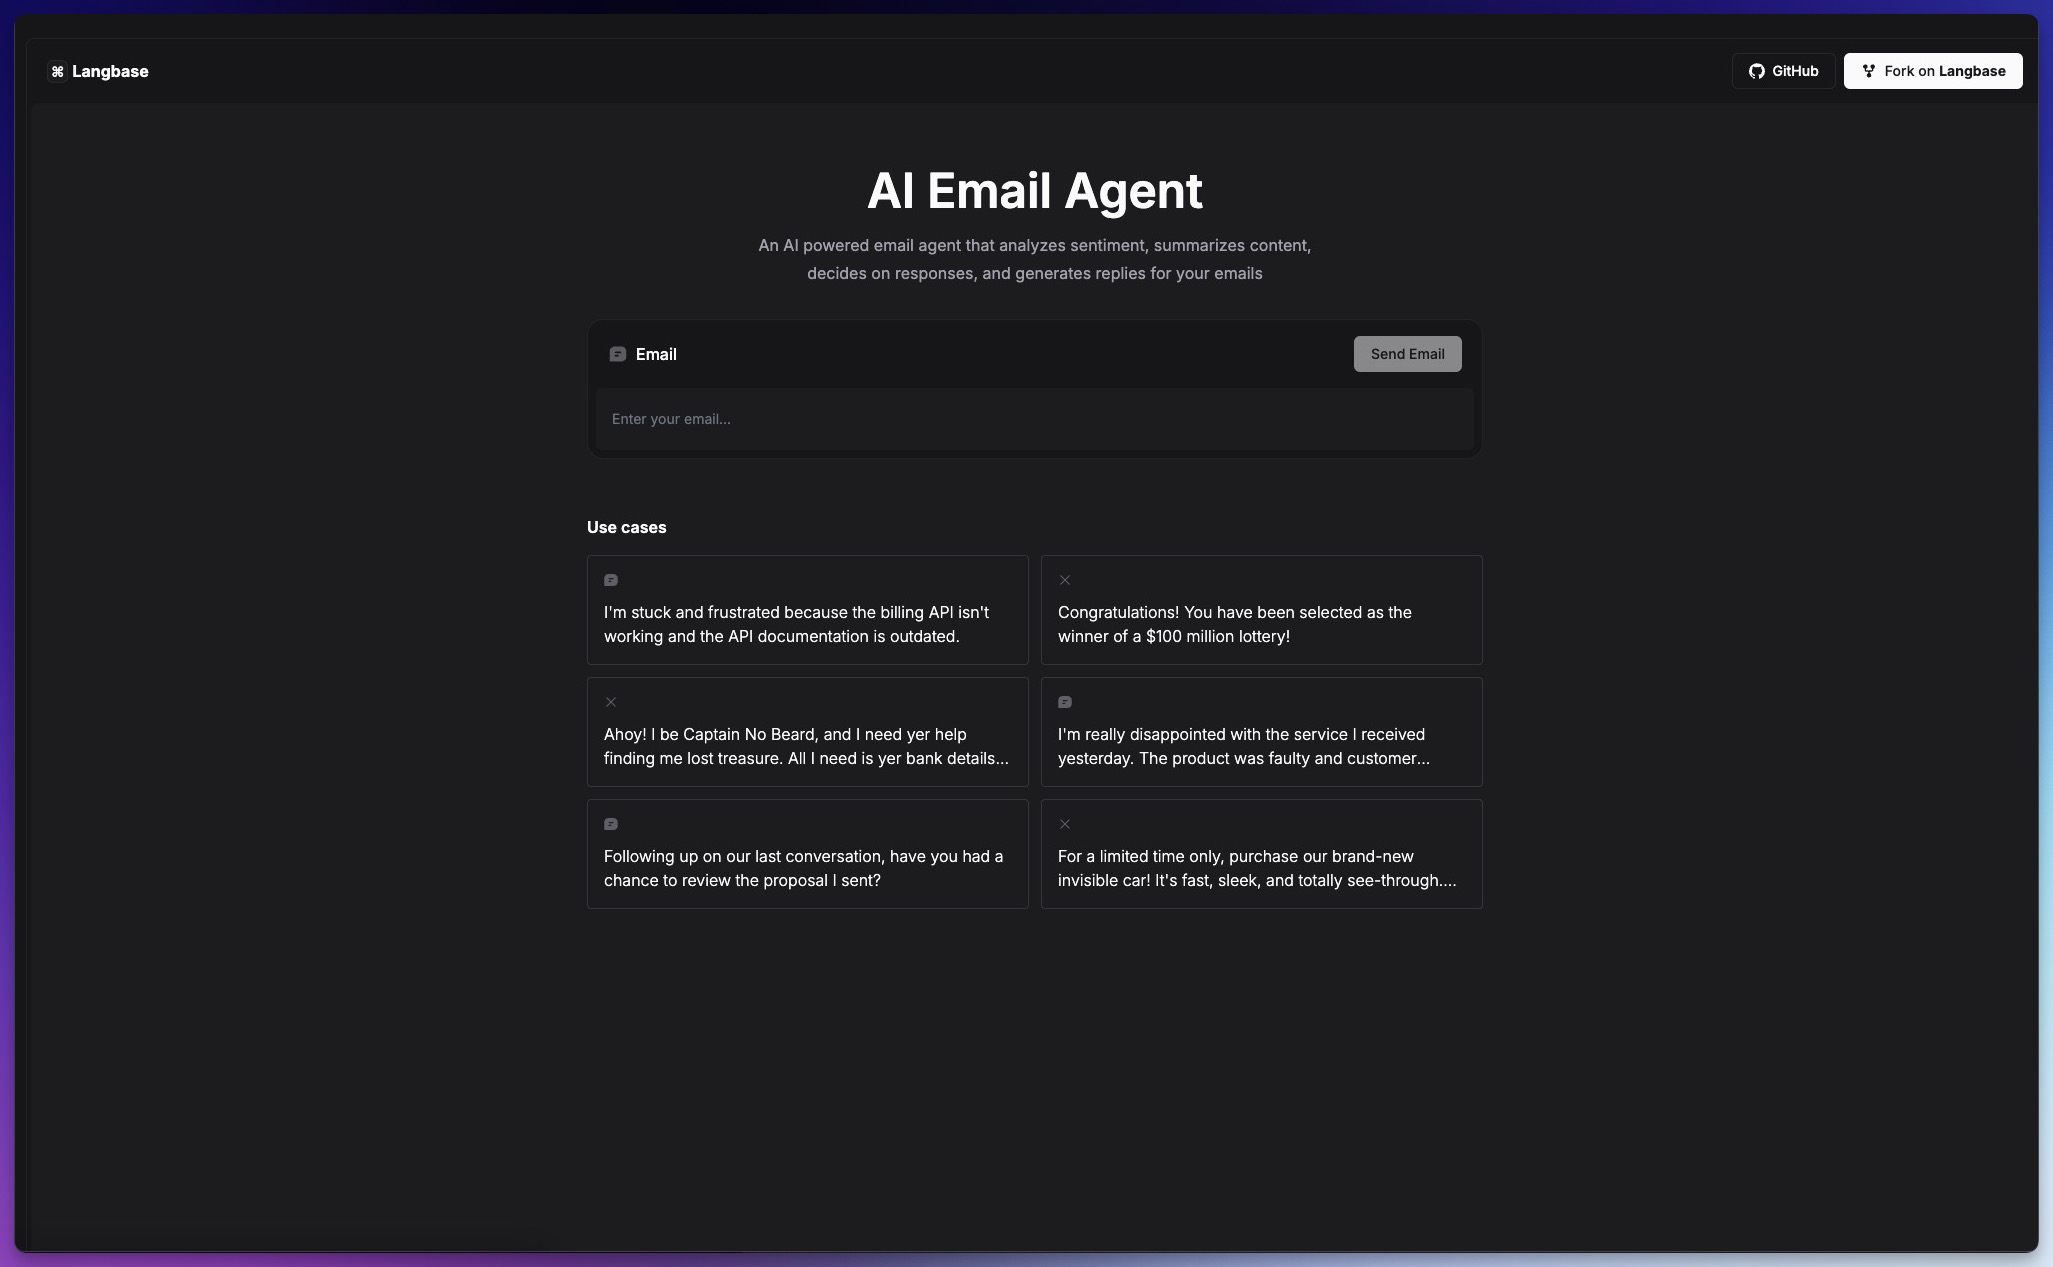 ⌘ Langbase
GitHub
Fork on Langbase
AI Email Agent
An AI powered email agent that analyzes sentiment, summarizes content,
decides on responses, and generates replies for your emails
Email
Send Email
Enter your email...
Use cases
I'm stuck and frustrated because the billing API isn't
working and the API documentation is outdated.
Congratulations! You have been selected as the
winner of a $100 million lottery!
Ahoy! I be Captain No Beard, and I need yer help
finding me lost treasure. All I need is yer bank details...
I'm really disappointed with the service I received
yesterday. The product was faulty and customer...
Following up on our last conversation, have you had a
chance to review the proposal I sent?
For a limited time only, purchase our brand-new
invisible car! It's fast, sleek, and totally see-through....